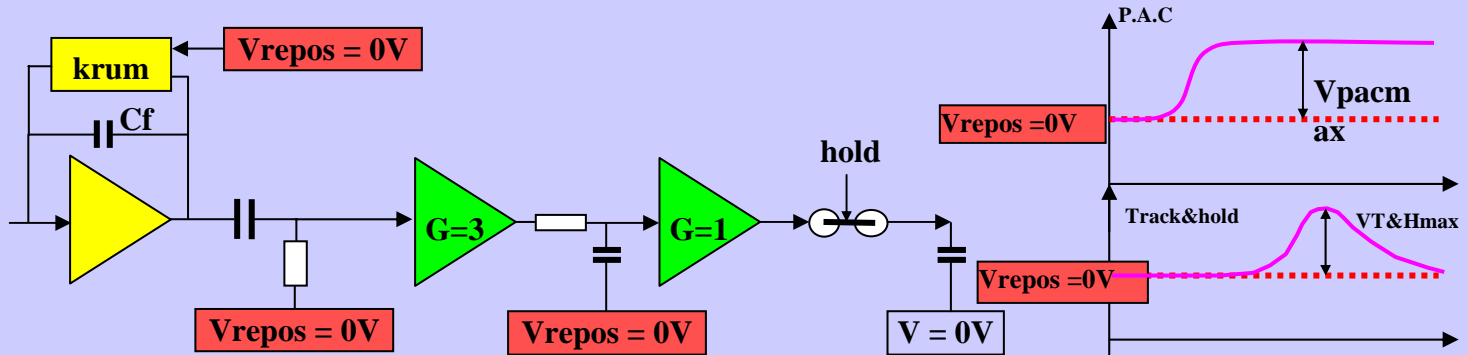 krum
Vrepos = 0V
Cf
Vrepos = 0V
G=3
Vrepos = 0V
G=1
hold
V = 0V
P.A.C
Vrepos =0V
Vpacm
ax
Track&hold
VT&Hmax
Vrepos =0V